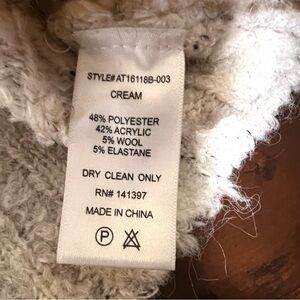 STYLE# AT16118B-003
CREAM
48% POLYESTER
42% ACRYLIC
5% WOOL
5% ELASTANE
DRY CLEAN ONLY
RN# 141397
MADE IN CHINA
P